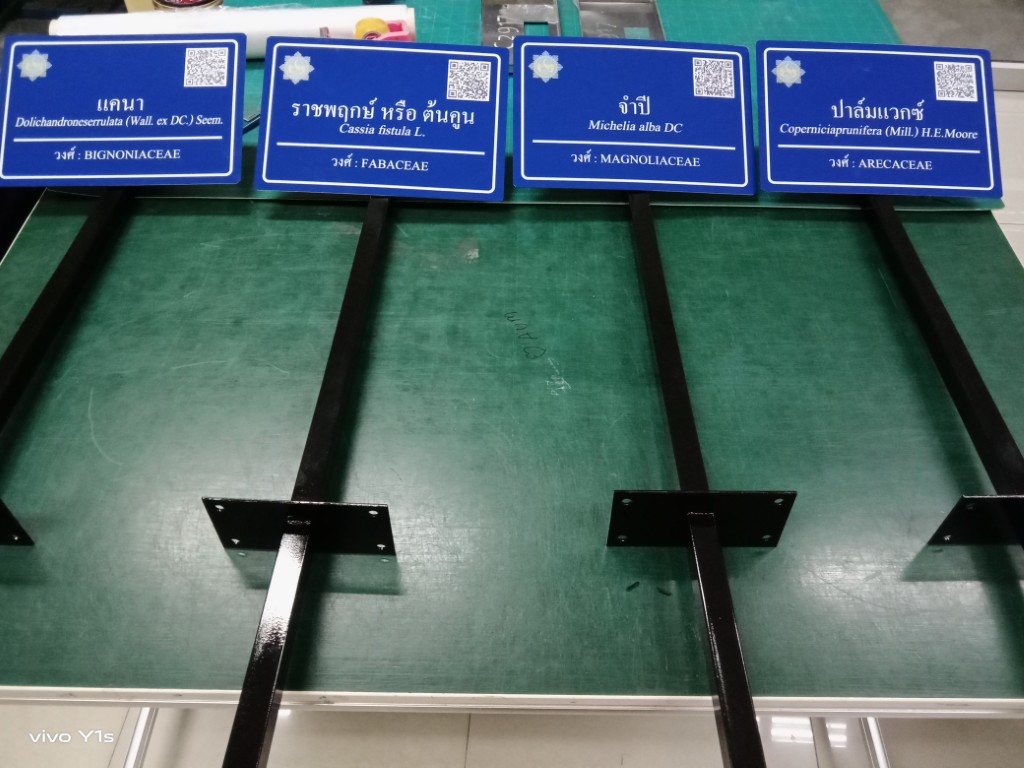 แคนา
Dolichandroneserrulata (Wall. ex DC.) Seem.
วงศ์ : BIGNONIACEAE
ราชพฤกษ์ หรือ ต้นคูน
Cassia fistula L.
วงศ์ : FABACEAE
จำปี
Michelia alba DC
วงศ์ : MAGNOLIACEAE
ปาล์มแวกซ์
Coperniciaprunifera (Mill.) H.E.Moore
วงศ์ : ARECACEAE
vivo Y1s